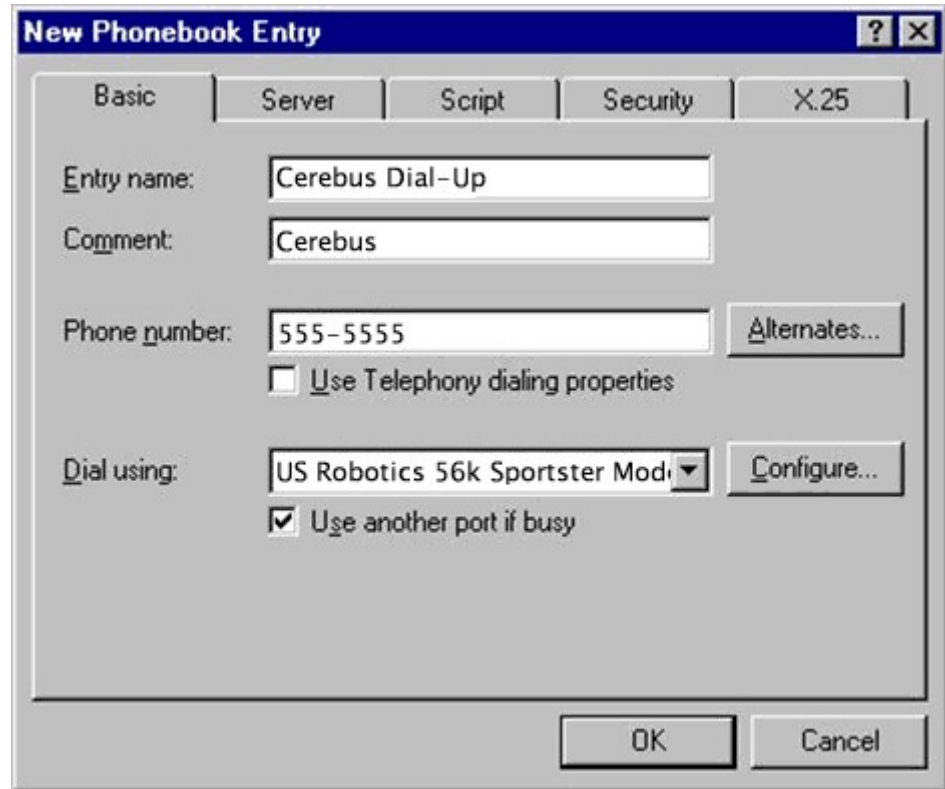 New Phonebook Entry
Basic Server Script Security X.25
Entry name: Cerebus Dial-Up
Comment: Cerebus
Phone number: 555-5555 Alternates...
Use Telephony dialing properties
Dial using: US Robotics 56k Sportster Mod Configure...
Use another port if busy
OK Cancel